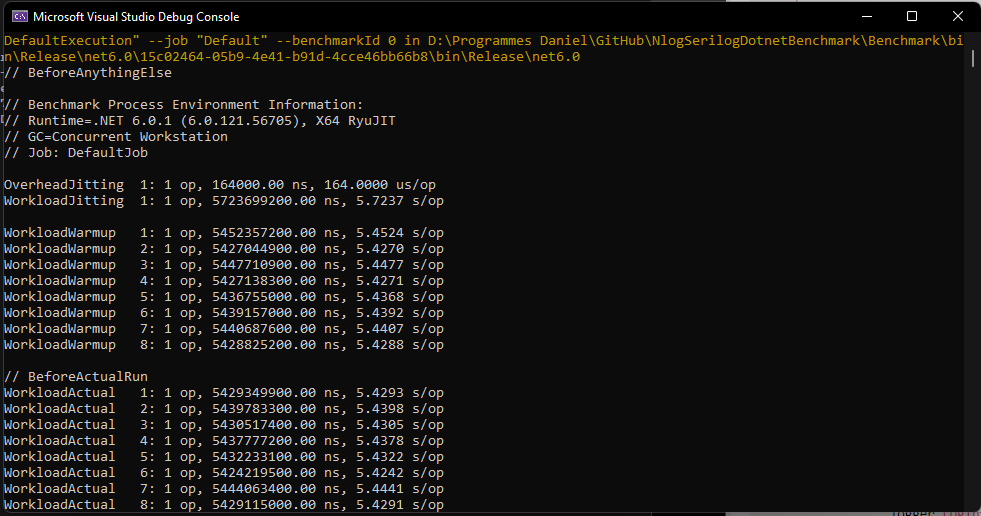 Microsoft Visual Studio Debug Console
DefaultExecution" --job "Default" --benchmarkId 0 in D:\Programmes Daniel\GitHub\NlogSerilogDotnetBenchmark\Benchmark\bi
n\Release\net6.0\15c02464-05b9-4e41-b91d-4cce46bb66b8\bin\Release\net6.0
// BeforeAnythingElse
// Benchmark Process Environment Information:
// Runtime=.NET 6.0.1 (6.0.121.56705), X64 RyuJIT
// GC=Concurrent Workstation
// Job: DefaultJob
OverheadJitting  1: 1 op, 164000.00 ns, 164.0000 us/op
WorkloadJitting  1: 1 op, 5723699200.00 ns, 5.7237 s/op
WorkloadWarmup   1: 1 op, 5452357200.00 ns, 5.4524 s/op
WorkloadWarmup   2: 1 op, 5427044900.00 ns, 5.4270 s/op
WorkloadWarmup   3: 1 op, 5447710900.00 ns, 5.4477 s/op
WorkloadWarmup   4: 1 op, 5427138300.00 ns, 5.4271 s/op
WorkloadWarmup   5: 1 op, 5436755000.00 ns, 5.4368 s/op
WorkloadWarmup   6: 1 op, 5439157000.00 ns, 5.4392 s/op
WorkloadWarmup   7: 1 op, 5440687600.00 ns, 5.4407 s/op
WorkloadWarmup   8: 1 op, 5428825200.00 ns, 5.4288 s/op
// BeforeActualRun
WorkloadActual   1: 1 op, 5429349900.00 ns, 5.4293 s/op
WorkloadActual   2: 1 op, 5439783300.00 ns, 5.4398 s/op
WorkloadActual   3: 1 op, 5430517400.00 ns, 5.4305 s/op
WorkloadActual   4: 1 op, 5437777200.00 ns, 5.4378 s/op
WorkloadActual   5: 1 op, 5432233100.00 ns, 5.4322 s/op
WorkloadActual   6: 1 op, 5424219500.00 ns, 5.4242 s/op
WorkloadActual   7: 1 op, 5444063400.00 ns, 5.4441 s/op
WorkloadActual   8: 1 op, 5429115000.00 ns, 5.4291 s/op